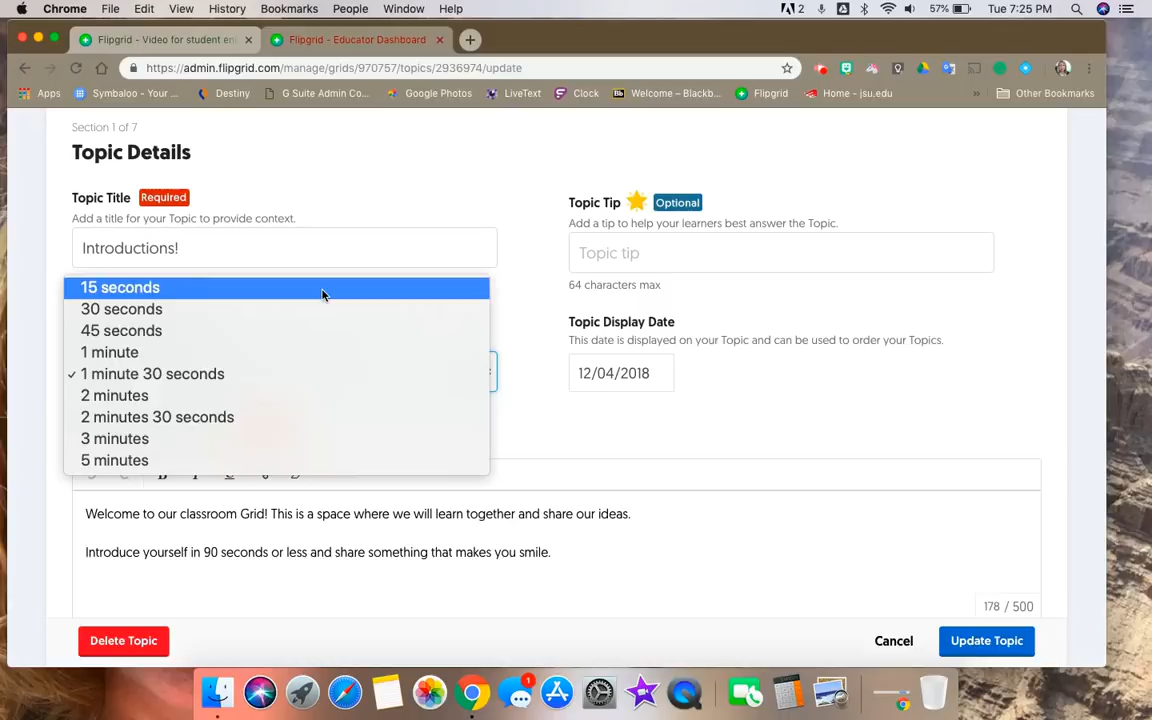 Chrome File Edit View History Bookmarks People Window Help 2 57% Tue 7:25 PM
Flipgrid - Video for student en Flipgrid - Educator Dashboard
https://admin.flipgrid.com/manage/grids/970757/topics/2936974/update
Apps Symbaloo - Your ... Destiny G Suite Admin Co... Google Photos LiveText Clock Welcome – Blackb... Flipgrid Home - jsu.edu » Other Bookmarks
Section 1 of 7
Topic Details
Topic Title Required
Add a title for your Topic to provide context.
Introductions!
Topic Tip Optional
Add a tip to help your learners best answer the Topic.
Topic tip
64 characters max
15 seconds
30 seconds
45 seconds
1 minute
✓ 1 minute 30 seconds
2 minutes
2 minutes 30 seconds
3 minutes
5 minutes
Topic Display Date
This date is displayed on your Topic and can be used to order your Topics.
12/04/2018
Welcome to our classroom Grid! This is a space where we will learn together and share our ideas.
Introduce yourself in 90 seconds or less and share something that makes you smile.
178 / 500
Delete Topic Cancel Update Topic
1